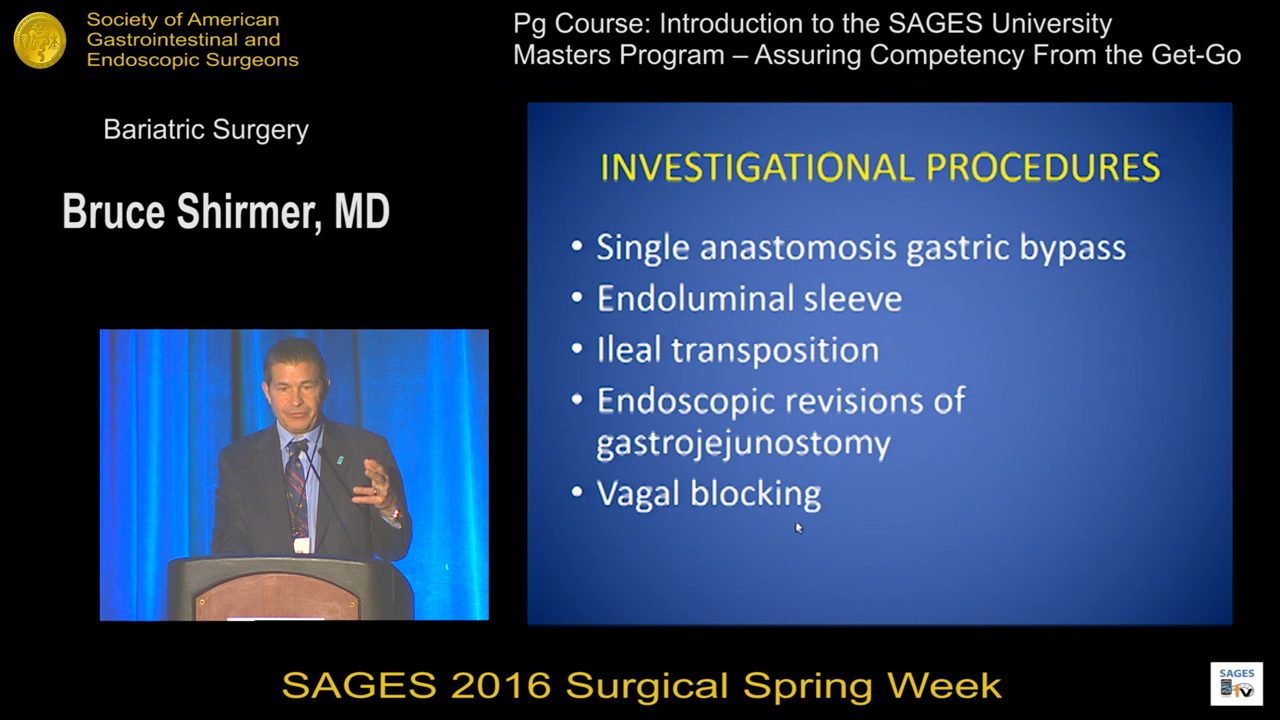 Society of American
Gastrointestinal and
Endoscopic Surgeons
Pg Course: Introduction to the SAGES University
Masters Program – Assuring Competency From the Get-Go
Bariatric Surgery
Bruce Shirmer, MD
INVESTIGATIONAL PROCEDURES
• Single anastomosis gastric bypass
• Endoluminal sleeve
• Ileal transposition
• Endoscopic revisions of
gastrojejunostomy
• Vagal blocking
SAGES 2016 Surgical Spring Week
SAGES
TV